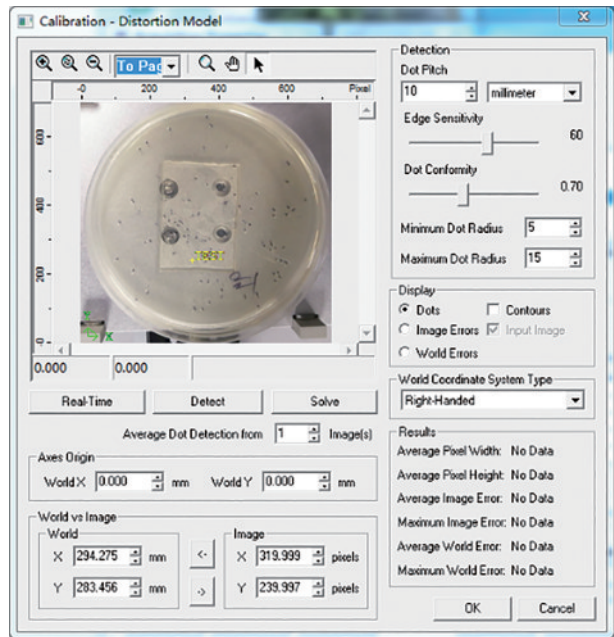 Calibration - Distortion Model
To Pag
-0 200 400 600 Pixel
600-
400-
200-
-0
X
0.000 0.000
Real-Time Detect Solve
Average Dot Detection from 1 Image(s)
Axes Origin
World X 0.000 mm World Y 0.000 mm
World vs Image
World
X 294.275 mm
Y 283.456 mm
<-
->
Image
X 319.999 pixels
Y 239.997 pixels
Detection
Dot Pitch
10 millimeter
Edge Sensitivity
60
Dot Conformity
0.70
Minimum Dot Radius 5
Maximum Dot Radius 15
Display
Dots Contours
Image Errors Input Image
World Errors
World Coordinate System Type
Right-Handed
Results
Average Pixel Width: No Data
Average Pixel Height: No Data
Average Image Error: No Data
Maximum Image Error: No Data
Average World Error: No Data
Maximum World Error: No Data
OK Cancel